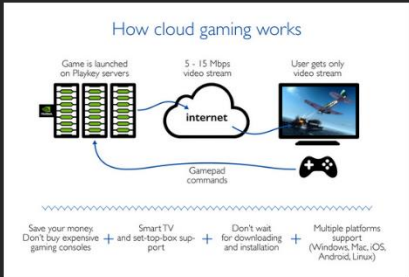 How cloud gaming works
Game is launched
on Playkey servers
5 - 15 Mbps
video stream
User gets only
video stream
internet
Gamepad
commands
Save your money.
Don't buy expensive
gaming consoles
+
Smart TV
and set-top-box sup-
port
+
Don't wait
for downloading
and installation
+
Multiple platforms
support
(Windows, Mac, iOS,
Android, Linux)